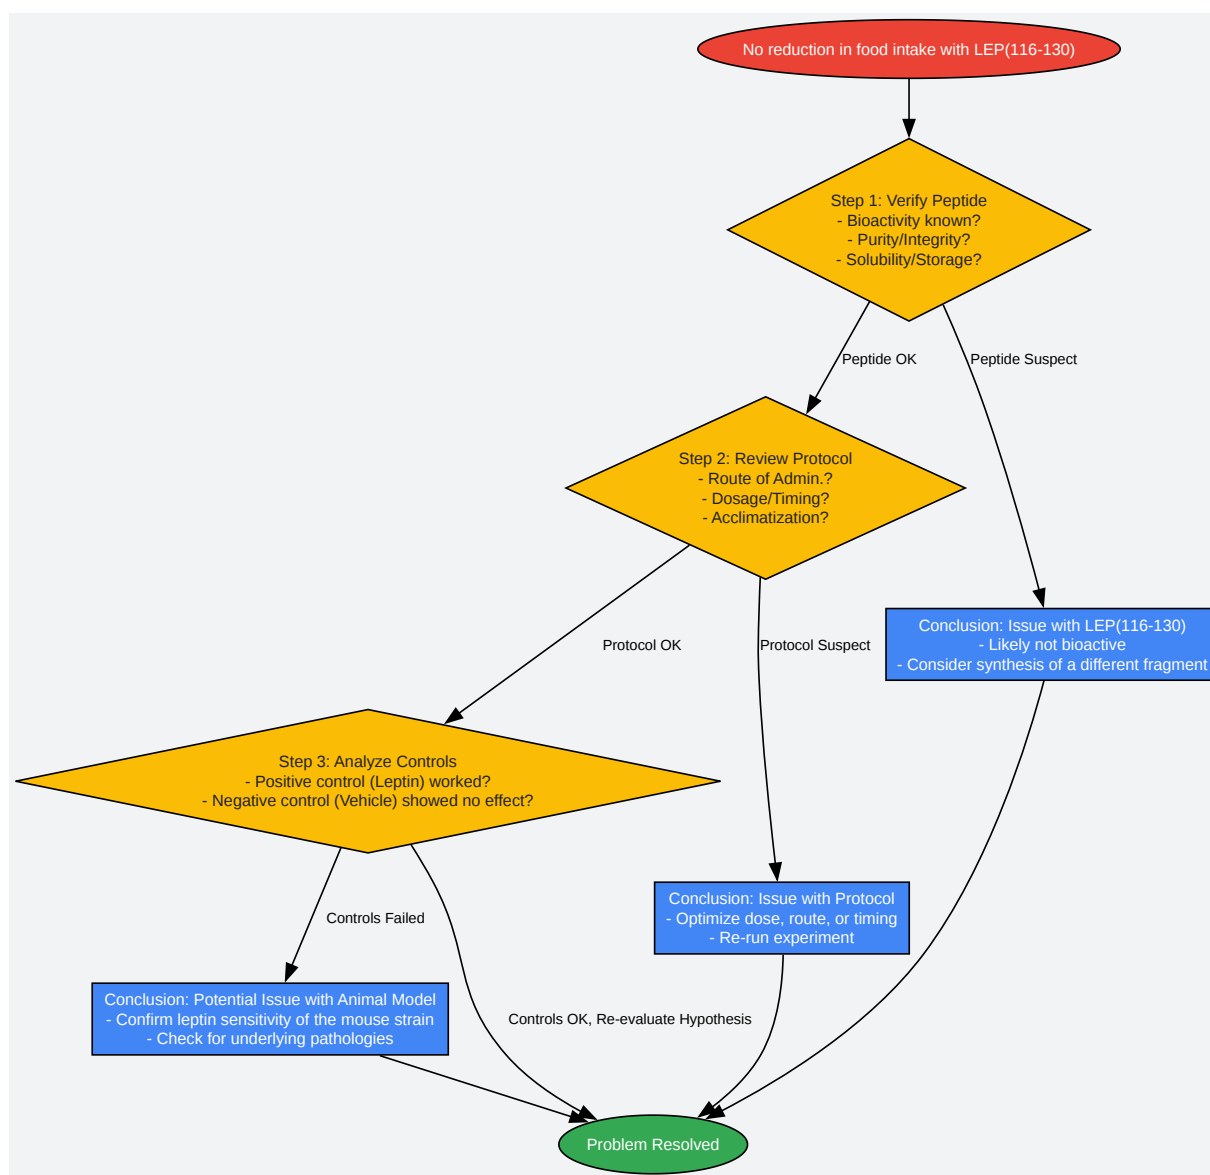 No reduction in food intake with LEP(116-130)
Step 1: Verify Peptide
- Bioactivity known?
- Purity/Integrity?
- Solubility/Storage?
Peptide OK
Peptide Suspect
Step 2: Review Protocol
- Route of Admin.?
- Dosage/Timing?
- Acclimatization?
Protocol OK
Protocol Suspect
Conclusion: Issue with LEP(116-130)
- Likely not bioactive
- Consider synthesis of a different fragment
Step 3: Analyze Controls
- Positive control (Leptin) worked?
- Negative control (Vehicle) showed no effect?
Controls Failed
Conclusion: Issue with Protocol
- Optimize dose, route, or timing
- Re-run experiment
Conclusion: Potential Issue with Animal Model
- Confirm leptin sensitivity of the mouse strain
- Check for underlying pathologies
Controls OK, Re-evaluate Hypothesis
Problem Resolved